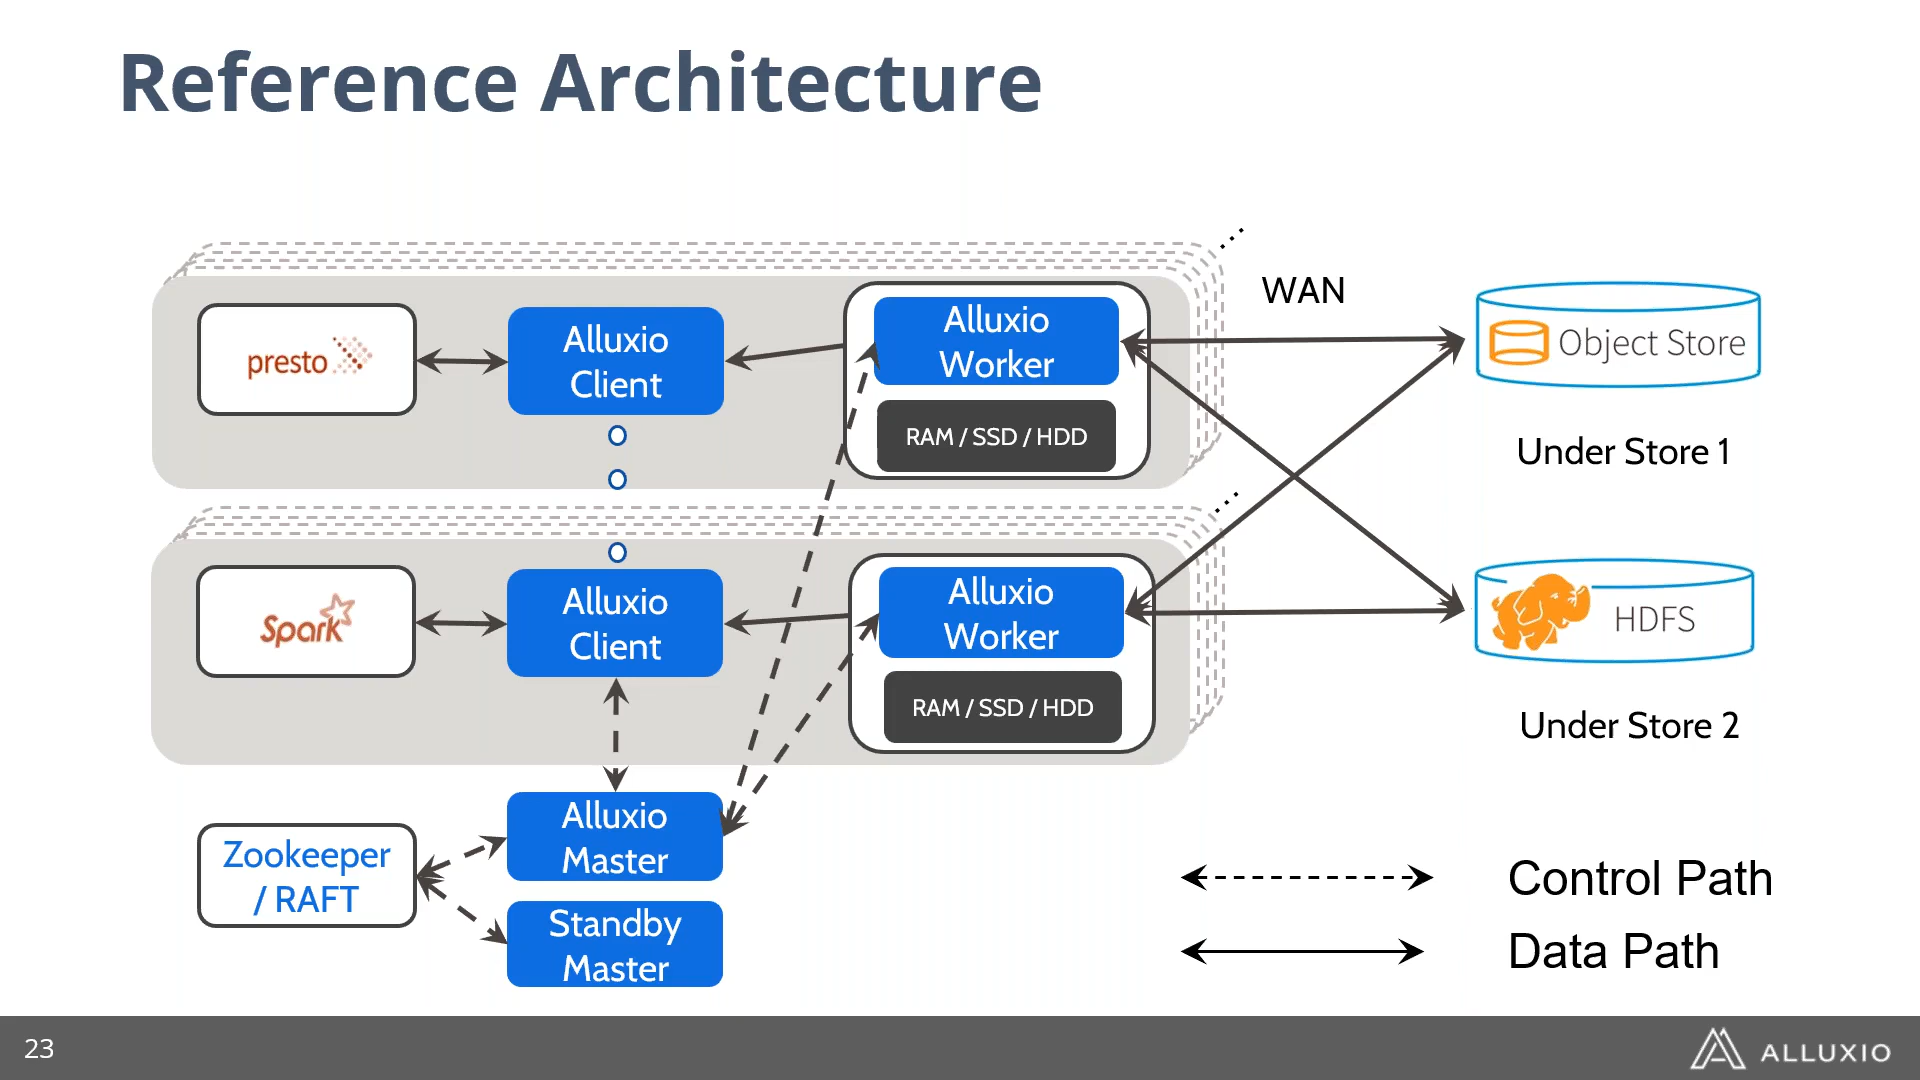 Reference Architecture
WAN
presto
Alluxio
Client
Alluxio
Worker
RAM / SSD / HDD
Object Store
Under Store 1
Spark
Alluxio
Client
Alluxio
Worker
RAM / SSD / HDD
HDFS
Under Store 2
Zookeeper
/ RAFT
Alluxio
Master
Standby
Master
Control Path
Data Path
23
ALLUXIO